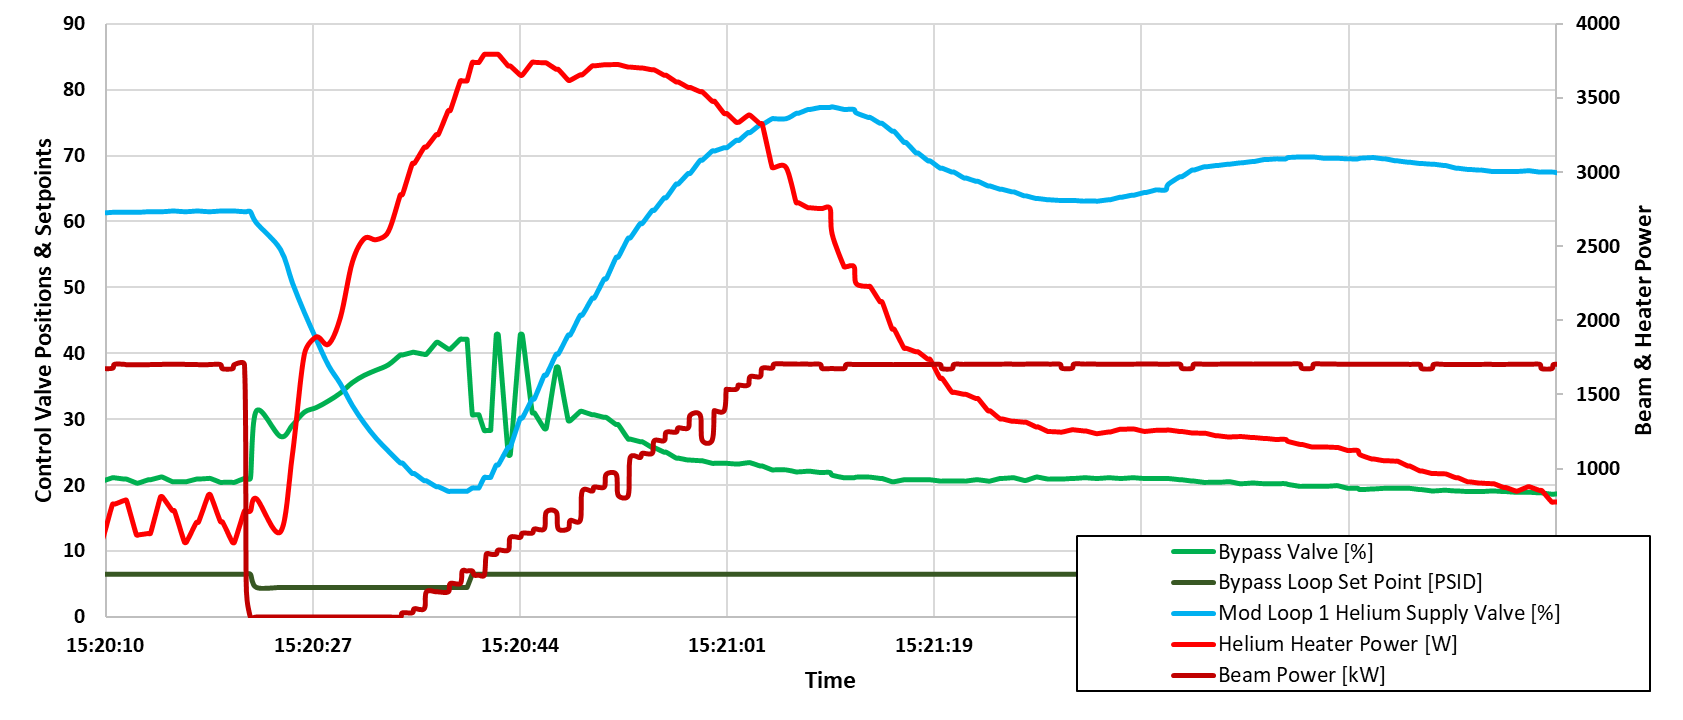 90
80
70
60
50
40
30
20
10
0
Control Valve Positions & Setpoints
4000
3500
3000
2500
2000
1500
1000
Beam & Heater Power
15:20:10
15:20:27
15:20:44
15:21:01
15:21:19
Time
Bypass Valve [%]
Bypass Loop Set Point [PSID]
Mod Loop 1 Helium Supply Valve [%]
Helium Heater Power [W]
Beam Power [kW]